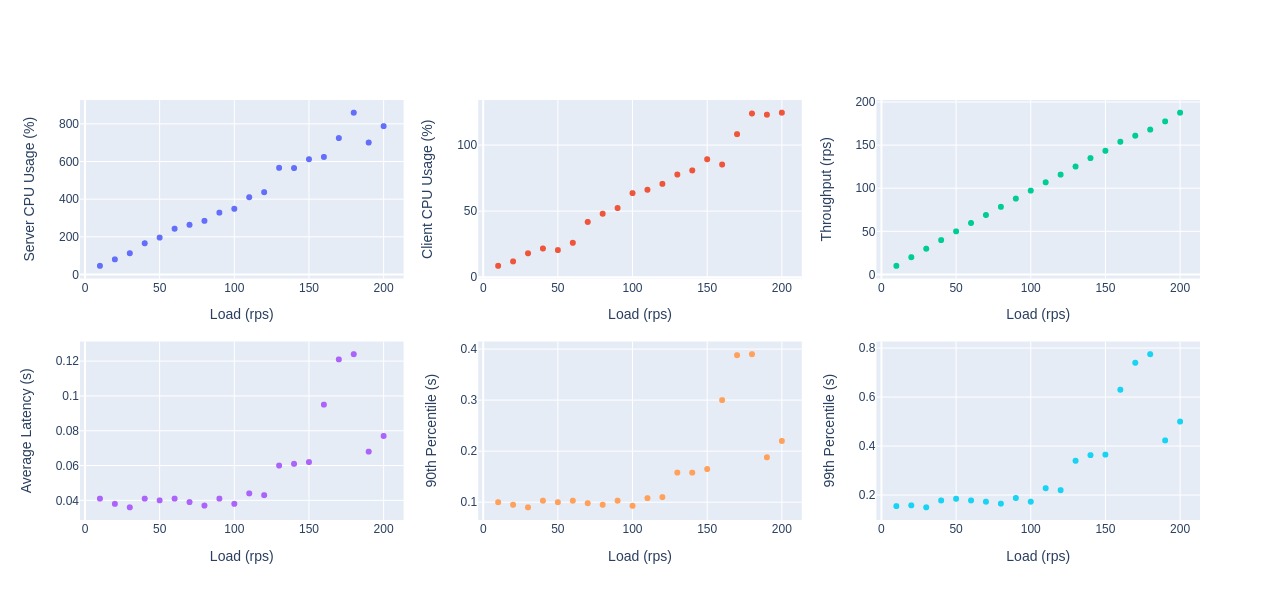 Server CPU Usage (%)
800
600
400
200
0
0 50 100 150 200
Load (rps)
Client CPU Usage (%)
100
50
0
0 50 100 150 200
Load (rps)
Throughput (rps)
200
150
100
50
0
0 50 100 150 200
Load (rps)
Average Latency (s)
0.12
0.1
0.08
0.06
0.04
0 50 100 150 200
Load (rps)
90th Percentile (s)
0.4
0.3
0.2
0.1
0 50 100 150 200
Load (rps)
99th Percentile (s)
0.8
0.6
0.4
0.2
0 50 100 150 200
Load (rps)